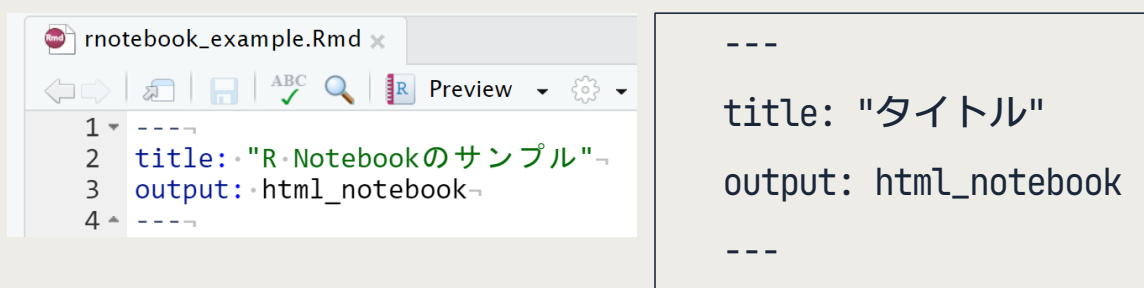 rnotebook_example.Rmd
ABC
R Preview
1 ---
2 title: "R Notebookのサンプル"
3 output: html_notebook
4 ---
---
title: "タイトル"
output: html_notebook
---